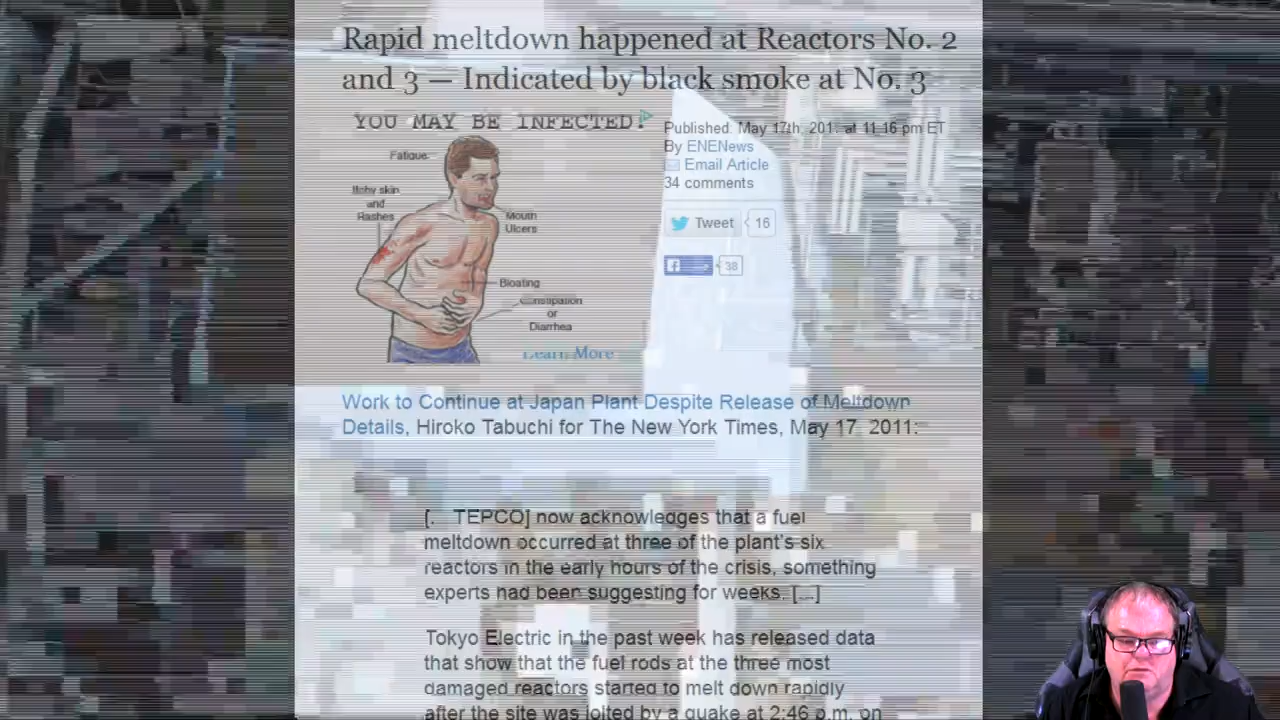 Rapid meltdown happened at Reactors No. 2
and 3 — Indicated by black smoke at No. 3
YOU MAY BE INFECTED!
Published: May 17th, 2011 at 11:16 pm ET
By ENENews
Email Article
34 comments
Fatigue
Itchy skin
and
Rashes
Mouth
Ulcers
Tweet 16
38
Bloating
Constipation
or
Diarrhea
Learn More
Work to Continue at Japan Plant Despite Release of Meltdown
Details, Hiroko Tabuchi for The New York Times, May 17, 2011:
[. TEPCO] now acknowledges that a fuel
meltdown occurred at three of the plant's six
reactors in the early hours of the crisis, something
experts had been suggesting for weeks. [...]
Tokyo Electric in the past week has released data
that show that the fuel rods at the three most
damaged reactors started to melt down rapidly
after the site was jolted by a quake at 2:46 p.m. on